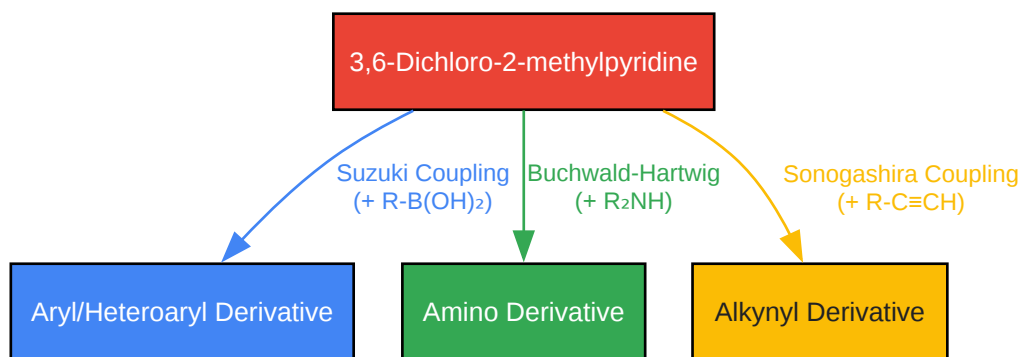 3,6-Dichloro-2-methylpyridine
Suzuki Coupling
(+ R-B(OH)₂)
Buchwald-Hartwig
(+ R₂NH)
Sonogashira Coupling
(+ R-C≡CH)
Aryl/Heteroaryl Derivative
Amino Derivative
Alkynyl Derivative